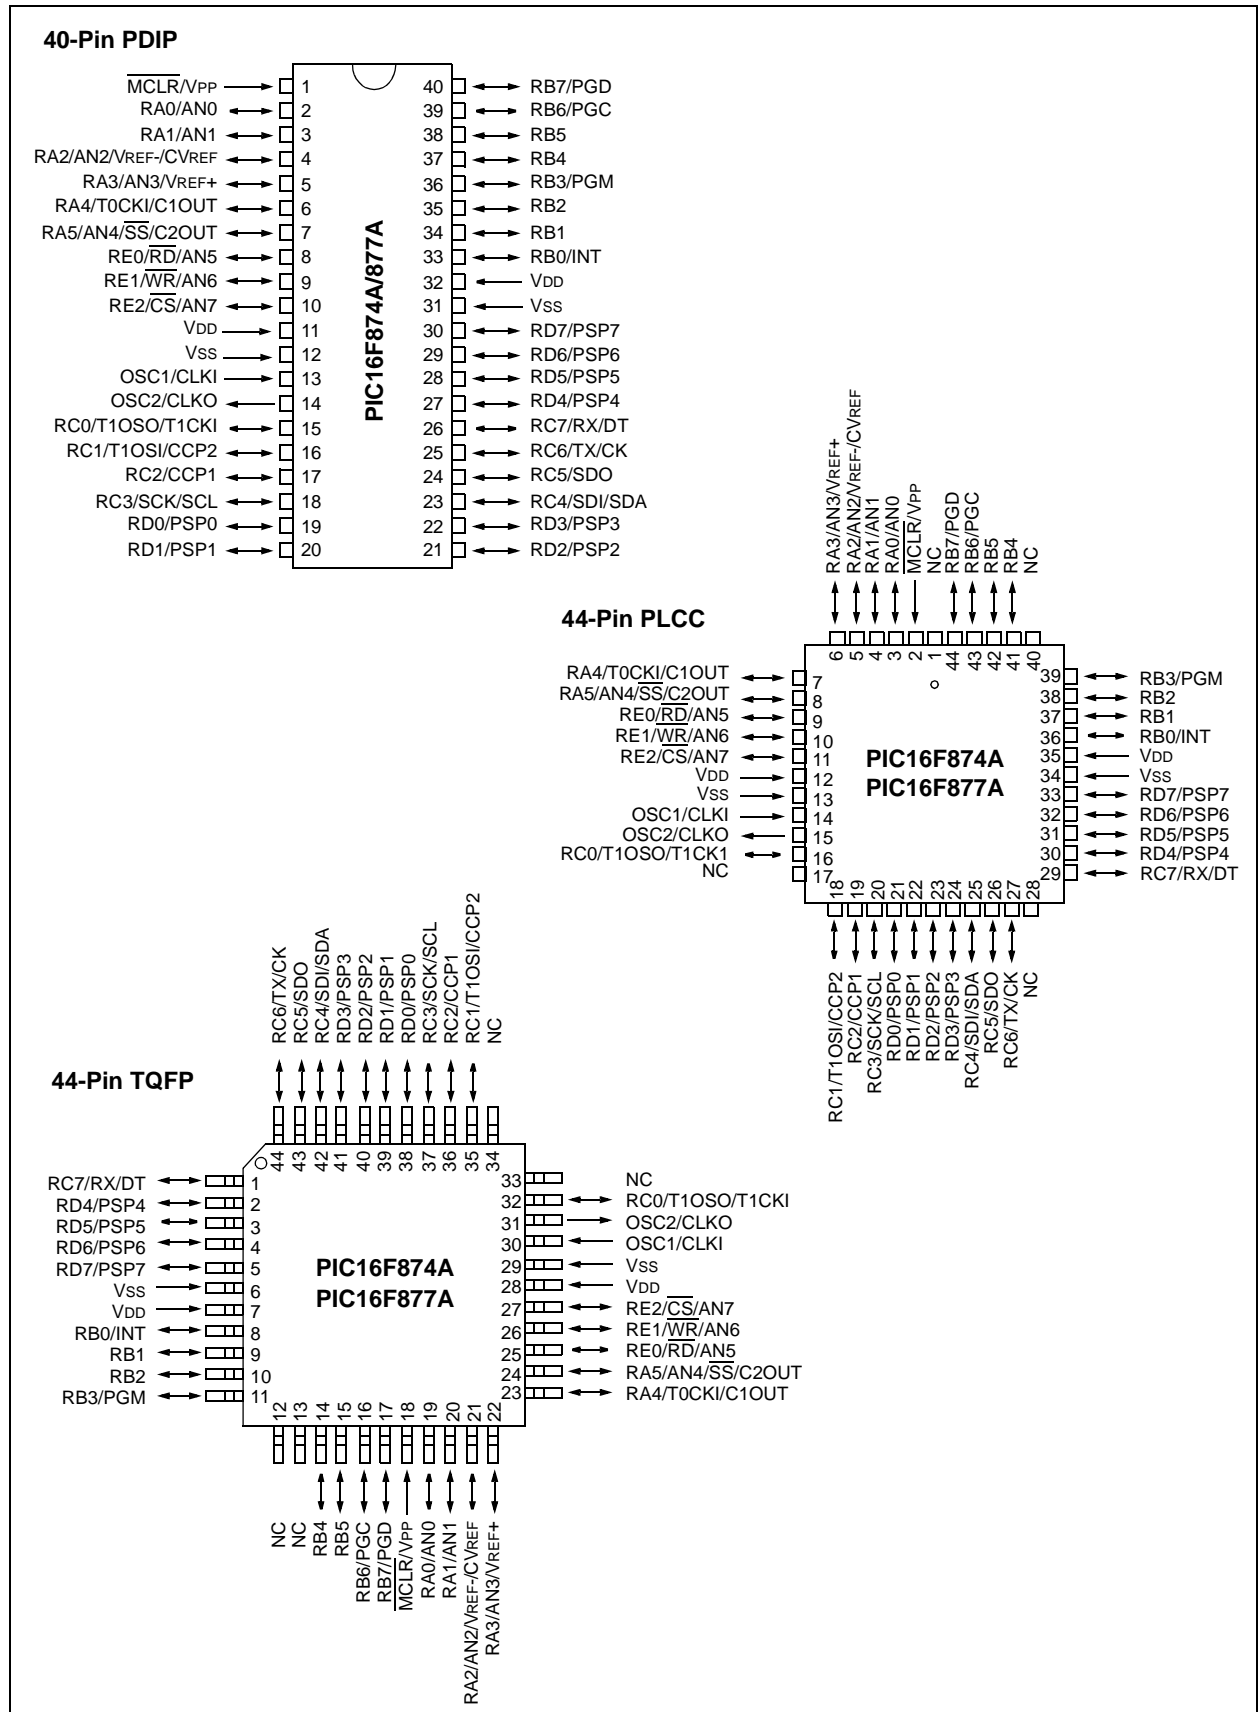 40-Pin PDIP
MCLR/VPP 1 40 RB7/PGD
RA0/AN0 2 39 RB6/PGC
RA1/AN1 3 38 RB5
RA2/AN2/VREF-/CVREF 4 37 RB4
RA3/AN3/VREF+ 5 36 RB3/PGM
RA4/T0CKI/C1OUT 6 35 RB2
RA5/AN4/SS/C2OUT 7 34 RB1
RE0/RD/AN5 8 33 RB0/INT
RE1/WR/AN6 9 32 VDD
RE2/CS/AN7 10 31 VSS
VDD 11 30 RD7/PSP7
VSS 12 29 RD6/PSP6
OSC1/CLKI 13 28 RD5/PSP5
OSC2/CLKO 14 27 RD4/PSP4
RC0/T1OSO/T1CKI 15 26 RC7/RX/DT
RC1/T1OSI/CCP2 16 25 RC6/TX/CK
RC2/CCP1 17 24 RC5/SDO
RC3/SCK/SCL 18 23 RC4/SDI/SDA
RD0/PSP0 19 22 RD3/PSP3
RD1/PSP1 20 21 RD2/PSP2
PIC16F874A/877A
44-Pin PLCC
RA3/AN3/VREF+
RA2/AN2/VREF-/CVREF
RA1/AN1
RA0/AN0
MCLR/VPP
NC
RB7/PGD
RB6/PGC
RB5
RB4
NC
6 5 4 3 2 1 44 43 42 41 40
RA4/T0CKI/C1OUT 7 39 RB3/PGM
RA5/AN4/SS/C2OUT 8 38 RB2
RE0/RD/AN5 9 37 RB1
RE1/WR/AN6 10 36 RB0/INT
RE2/CS/AN7 11 35 VDD
VDD 12 34 VSS
VSS 13 33 RD7/PSP7
OSC1/CLKI 14 32 RD6/PSP6
OSC2/CLKO 15 31 RD5/PSP5
RC0/T1OSO/T1CK1 16 30 RD4/PSP4
NC 17 29 RC7/RX/DT
PIC16F874A
PIC16F877A
18 19 20 21 22 23 24 25 26 27 28
RC1/T1OSI/CCP2
RC2/CCP1
RC3/SCK/SCL
RD0/PSP0
RD1/PSP1
RD2/PSP2
RD3/PSP3
RC4/SDI/SDA
RC5/SDO
RC6/TX/CK
NC
44-Pin TQFP
RC6/TX/CK
RC5/SDO
RC4/SDI/SDA
RD3/PSP3
RD2/PSP2
RD1/PSP1
RD0/PSP0
RC3/SCK/SCL
RC2/CCP1
RC1/T1OSI/CCP2
NC
44 43 42 41 40 39 38 37 36 35 34
RC7/RX/DT 1 33 NC
RD4/PSP4 2 32 RC0/T1OSO/T1CKI
RD5/PSP5 3 31 OSC2/CLKO
RD6/PSP6 4 30 OSC1/CLKI
RD7/PSP7 5 29 VSS
VSS 6 28 VDD
VDD 7 27 RE2/CS/AN7
RB0/INT 8 26 RE1/WR/AN6
RB1 9 25 RE0/RD/AN5
RB2 10 24 RA5/AN4/SS/C2OUT
RB3/PGM 11 23 RA4/T0CKI/C1OUT
PIC16F874A
PIC16F877A
12 13 14 15 16 17 18 19 20 21 22
NC
NC
RB4
RB5
RB6/PGC
RB7/PGD
MCLR/VPP
RA0/AN0
RA1/AN1
RA2/AN2/VREF-/CVREF
RA3/AN3/VREF+